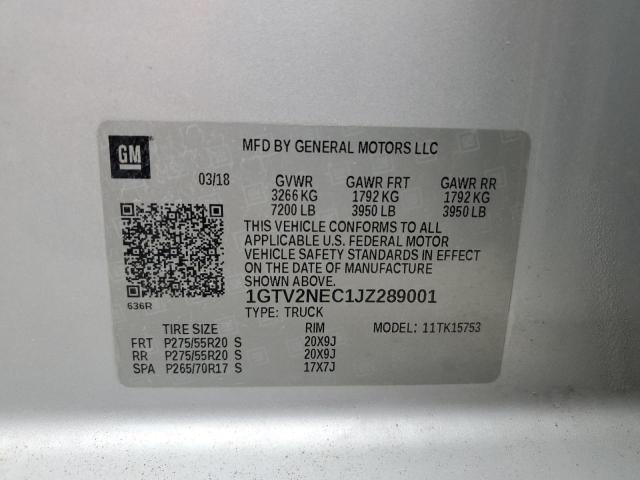 GM
MFD BY GENERAL MOTORS LLC
03/18 GVWR GAWR FRT GAWR RR
3266 KG 1792 KG 1792 KG
7200 LB 3950 LB 3950 LB
THIS VEHICLE CONFORMS TO ALL
APPLICABLE U.S. FEDERAL MOTOR
VEHICLE SAFETY STANDARDS IN EFFECT
ON THE DATE OF MANUFACTURE
SHOWN ABOVE.
1GTV2NEC1JZ289001
636R
TYPE: TRUCK MODEL: 11TK15753
TIRE SIZE RIM
FRT P275/55R20 S 20X9J
RR P275/55R20 S 20X9J
SPA P265/70R17 S 17X7J